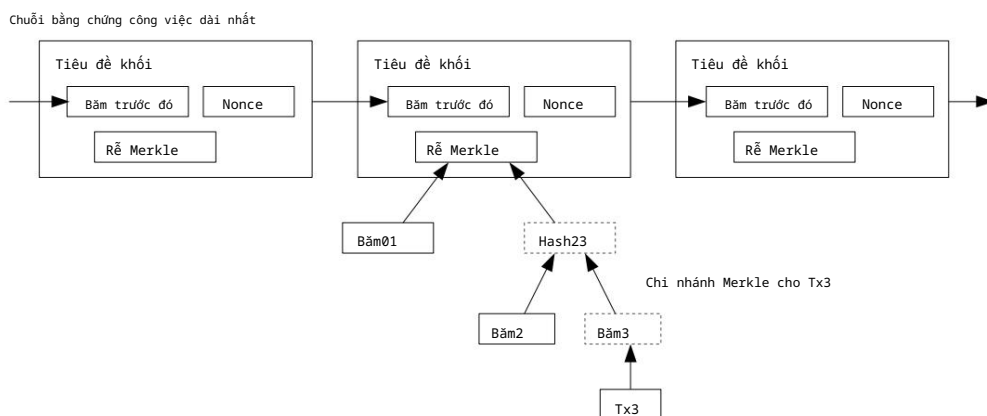 Chuỗi bằng chứng công việc dài nhất
Tiêu đề khối
Tiêu đề khối
Tiêu đề khối
Băm trước đó
Nonce
Băm trước đó
Nonce
Băm trước đó
Nonce
Rễ Merkle
Rễ Merkle
Rễ Merkle
Băm01
Hash23
Chi nhánh Merkle cho Tx3
Băm2
Băm3
Tx3